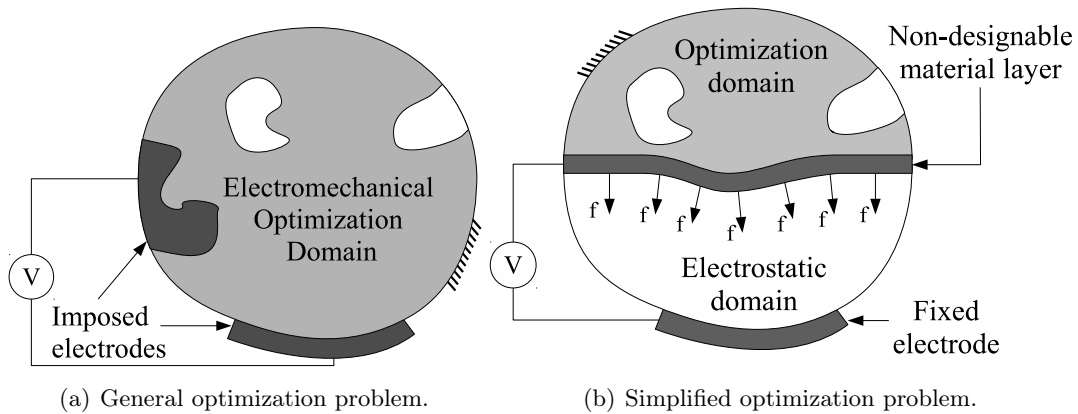 Electromechanical
Optimization
Domain
V
Imposed
electrodes
(a) General optimization problem.
Optimization
domain
Non-designable
material layer
f f f f f f f
V
Electrostatic
domain
Fixed
electrode
(b) Simplified optimization problem.